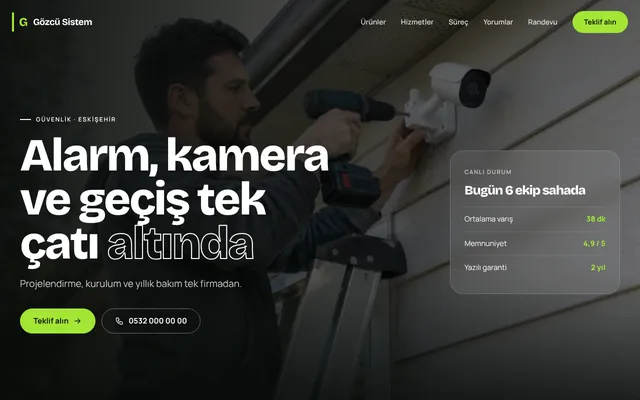 G Gözcü Sistem
Ürünler Hizmetler Süreç Yorumlar Randevu Teklif alın
GÜVENLİK · ESKİŞEHİR
Alarm, kamera
ve geçiş tek
çatı altında
Projelendirme, kurulum ve yıllık bakım tek firmadan.
Teklif alın →
0532 000 00 00
CANLI DURUM
Bugün 6 ekip sahada
Ortalama varış 38 dk
Memnuniyet 4,9 / 5
Yazılı garanti 2 yıl